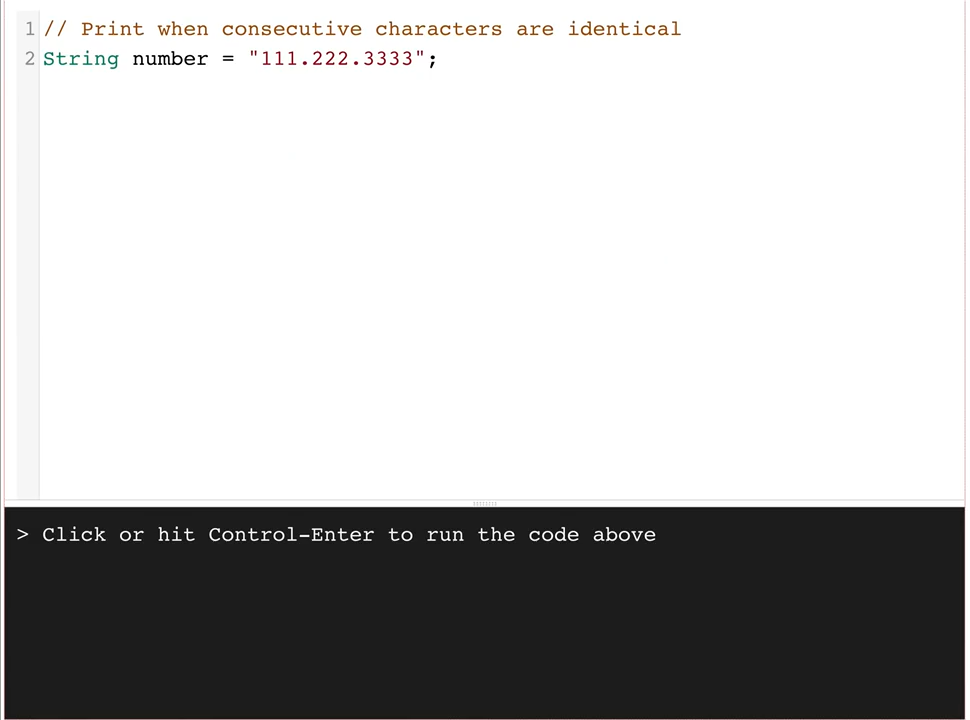 1 // Print when consecutive characters are identical
2 String number = "111.222.3333";
> Click or hit Control-Enter to run the code above